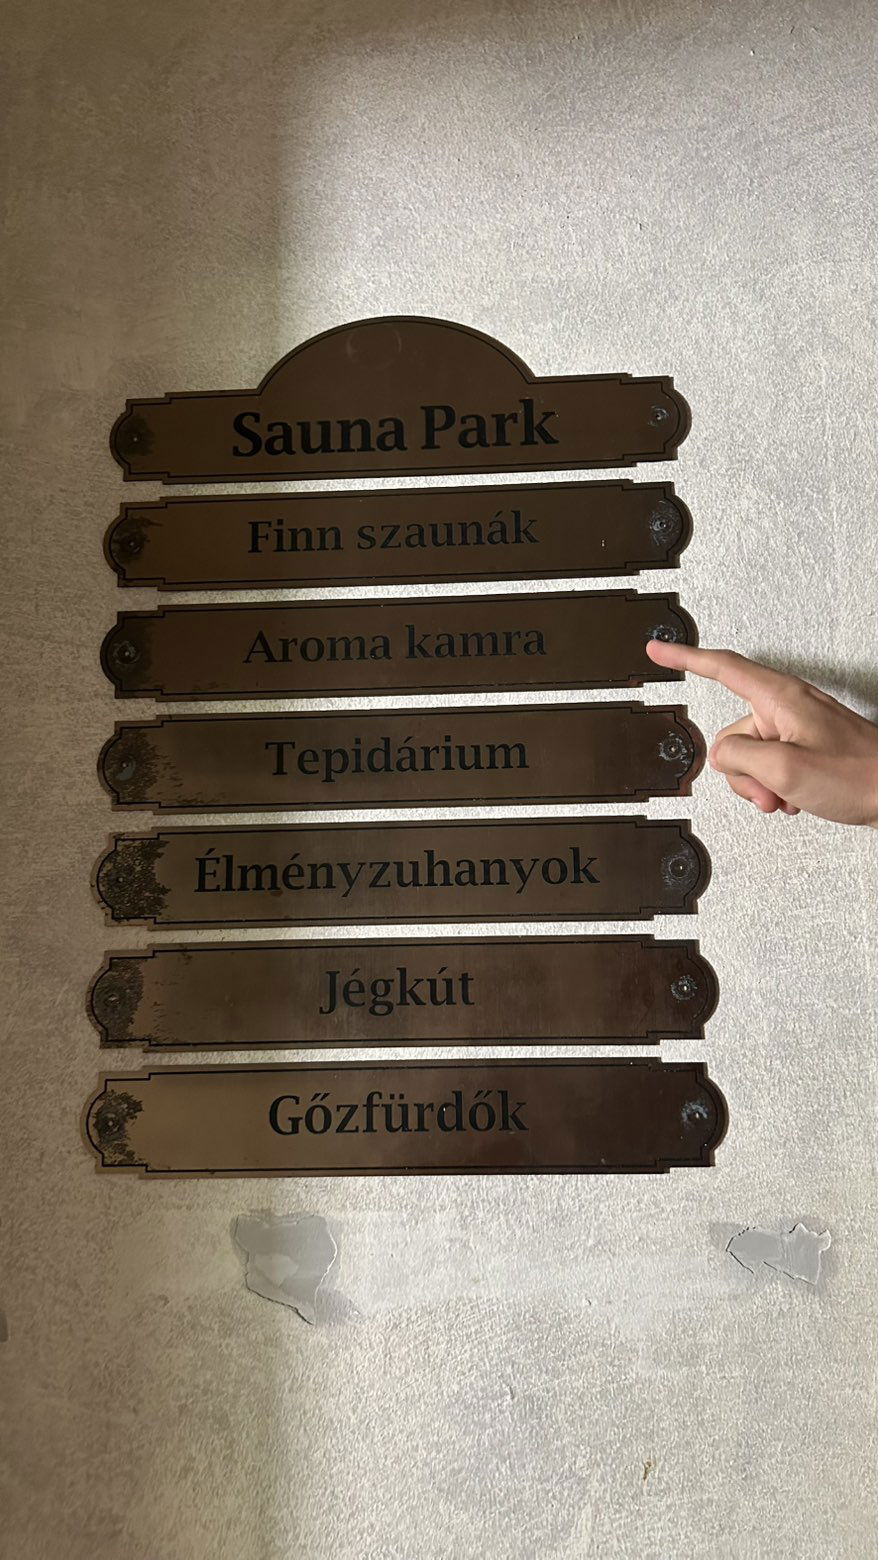 Sauna Park
Finn szaunák
Aroma kamra
Tepidárium
Élményzuhanyok
Jégkút
Gőzfürdők